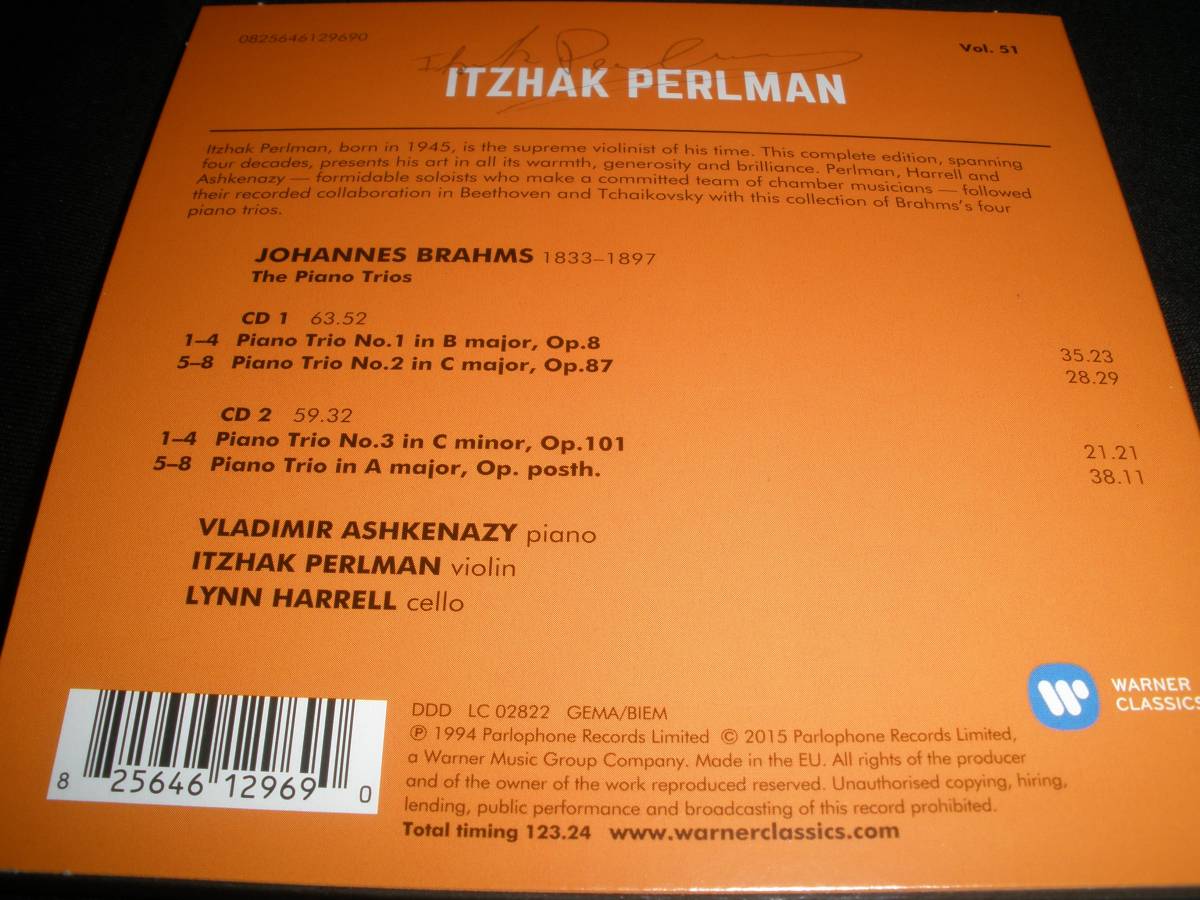 0825646129690
Vol. 51
Itzhak Perlman
ITZHAK PERLMAN
Itzhak Perlman, born in 1945, is the supreme violinist of his time. This complete edition, spanning
four decades, presents his art in all its warmth, generosity and brilliance. Perlman, Harrell and
Ashkenazy — formidable soloists who make a committed team of chamber musicians — followed
their recorded collaboration in Beethoven and Tchaikovsky with this collection of Brahms's four
piano trios.
JOHANNES BRAHMS 1833–1897
The Piano Trios
CD 1 63.52
1–4 Piano Trio No.1 in B major, Op.8 35.23
5–8 Piano Trio No.2 in C major, Op.87 28.29
CD 2 59.32
1–4 Piano Trio No.3 in C minor, Op.101 21.21
5–8 Piano Trio in A major, Op. posth. 38.11
VLADIMIR ASHKENAZY piano
ITZHAK PERLMAN violin
LYNN HARRELL cello
WARNER
CLASSICS
8 25646 12969 0
DDD LC 02822 GEMA/BIEM
℗ 1994 Parlophone Records Limited © 2015 Parlophone Records Limited,
a Warner Music Group Company. Made in the EU. All rights of the producer
and of the owner of the work reproduced reserved. Unauthorised copying, hiring,
lending, public performance and broadcasting of this record prohibited.
Total timing 123.24 www.warnerclassics.com